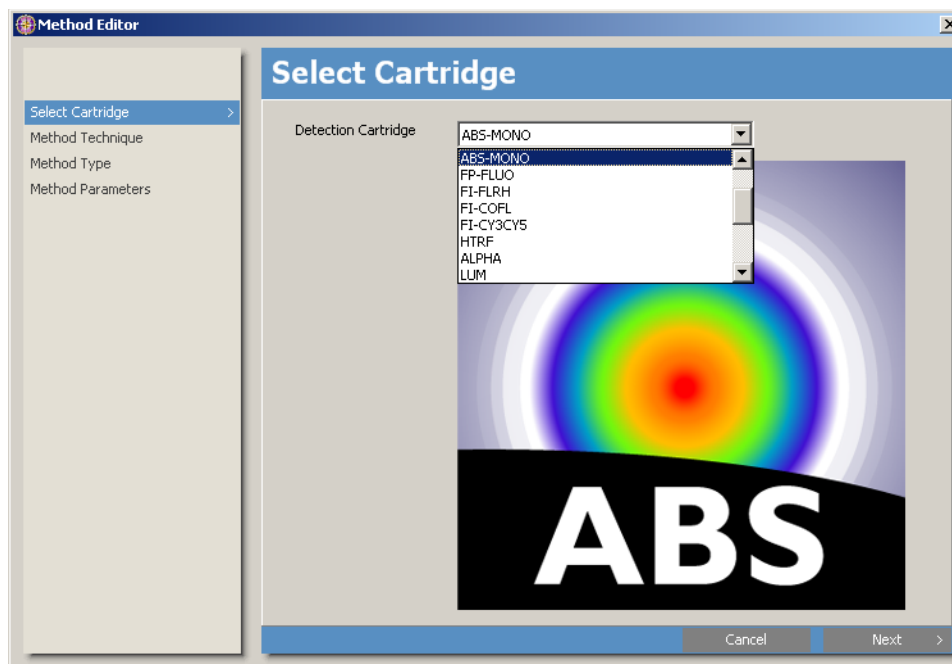 Method Editor
Select Cartridge
Select Cartridge >
Method Technique
Method Type
Method Parameters
Detection Cartridge
ABS-MONO
ABS-MONO
FP-FLUO
FI-FLRH
FI-COFL
FI-CY3CY5
HTRF
ALPHA
LUM
ABS
Cancel
Next >